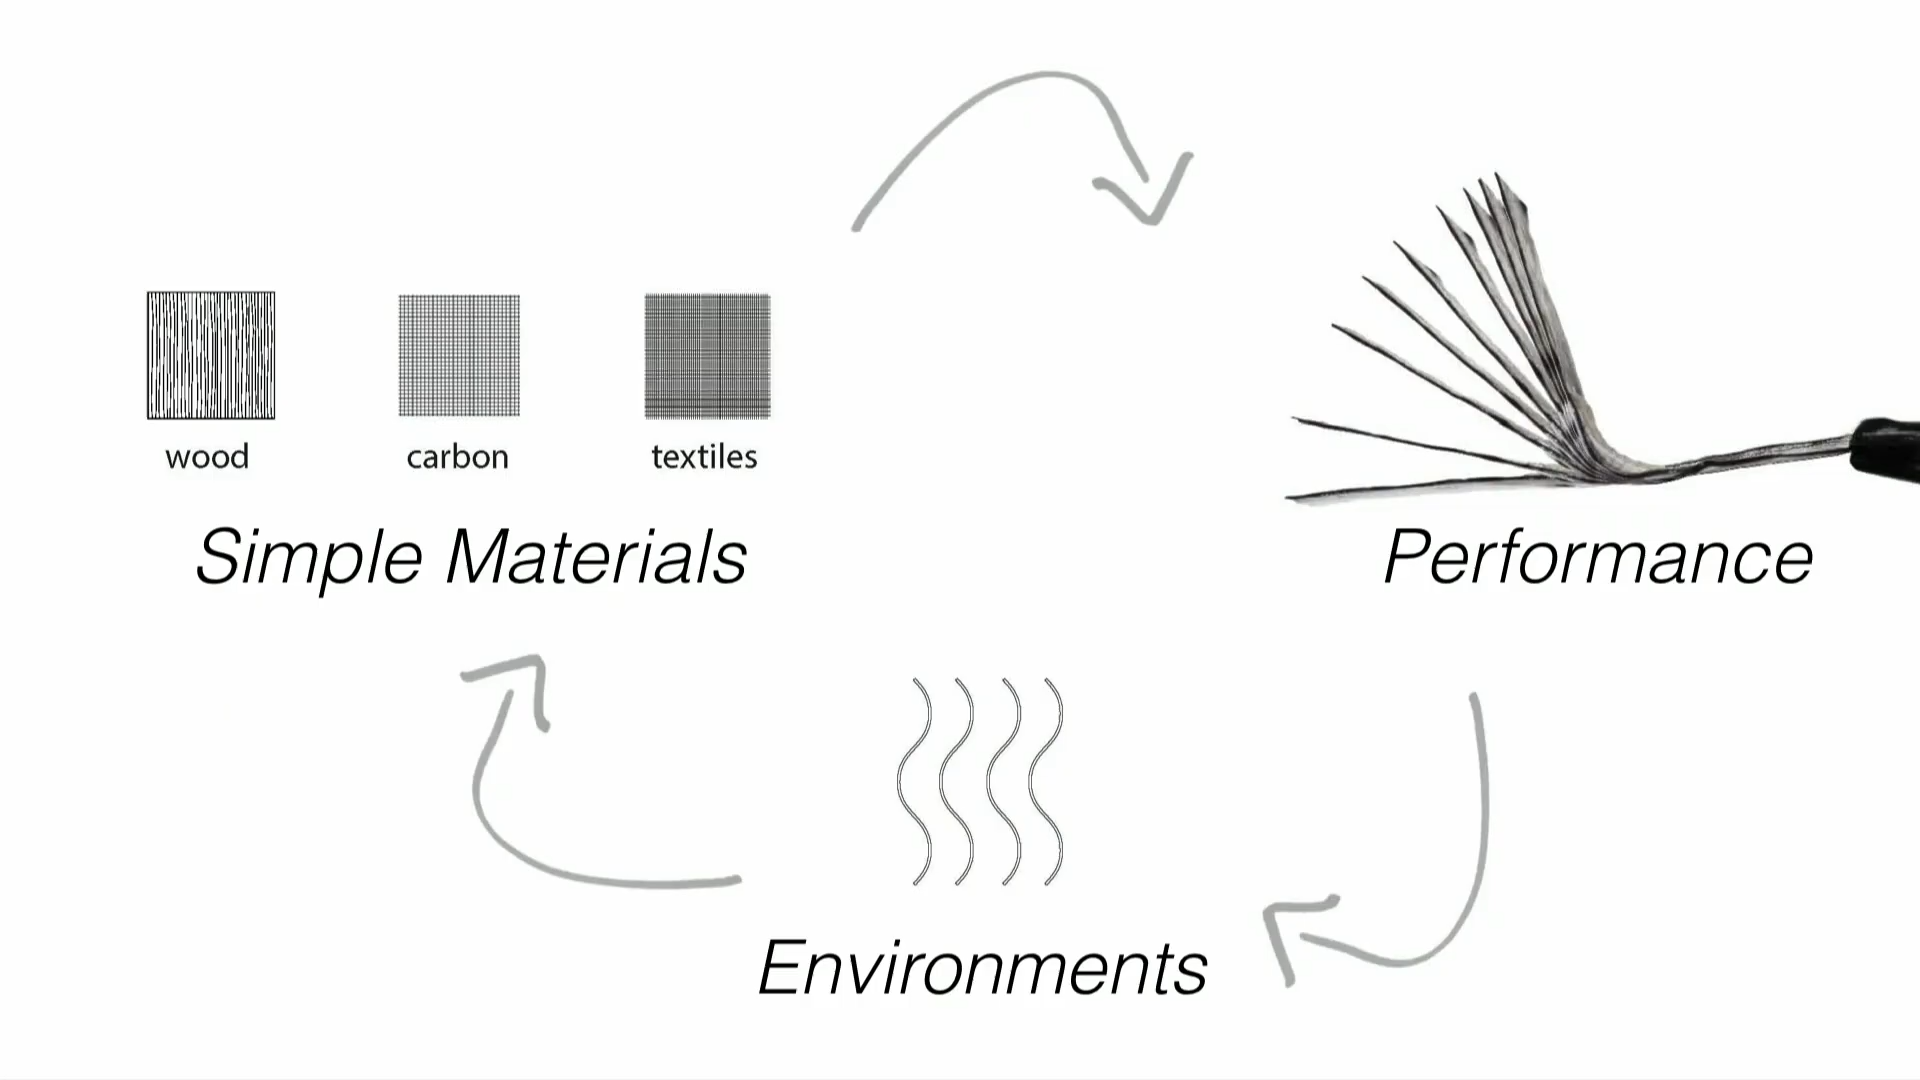 wood
carbon
textiles
Simple Materials
Performance
Environments